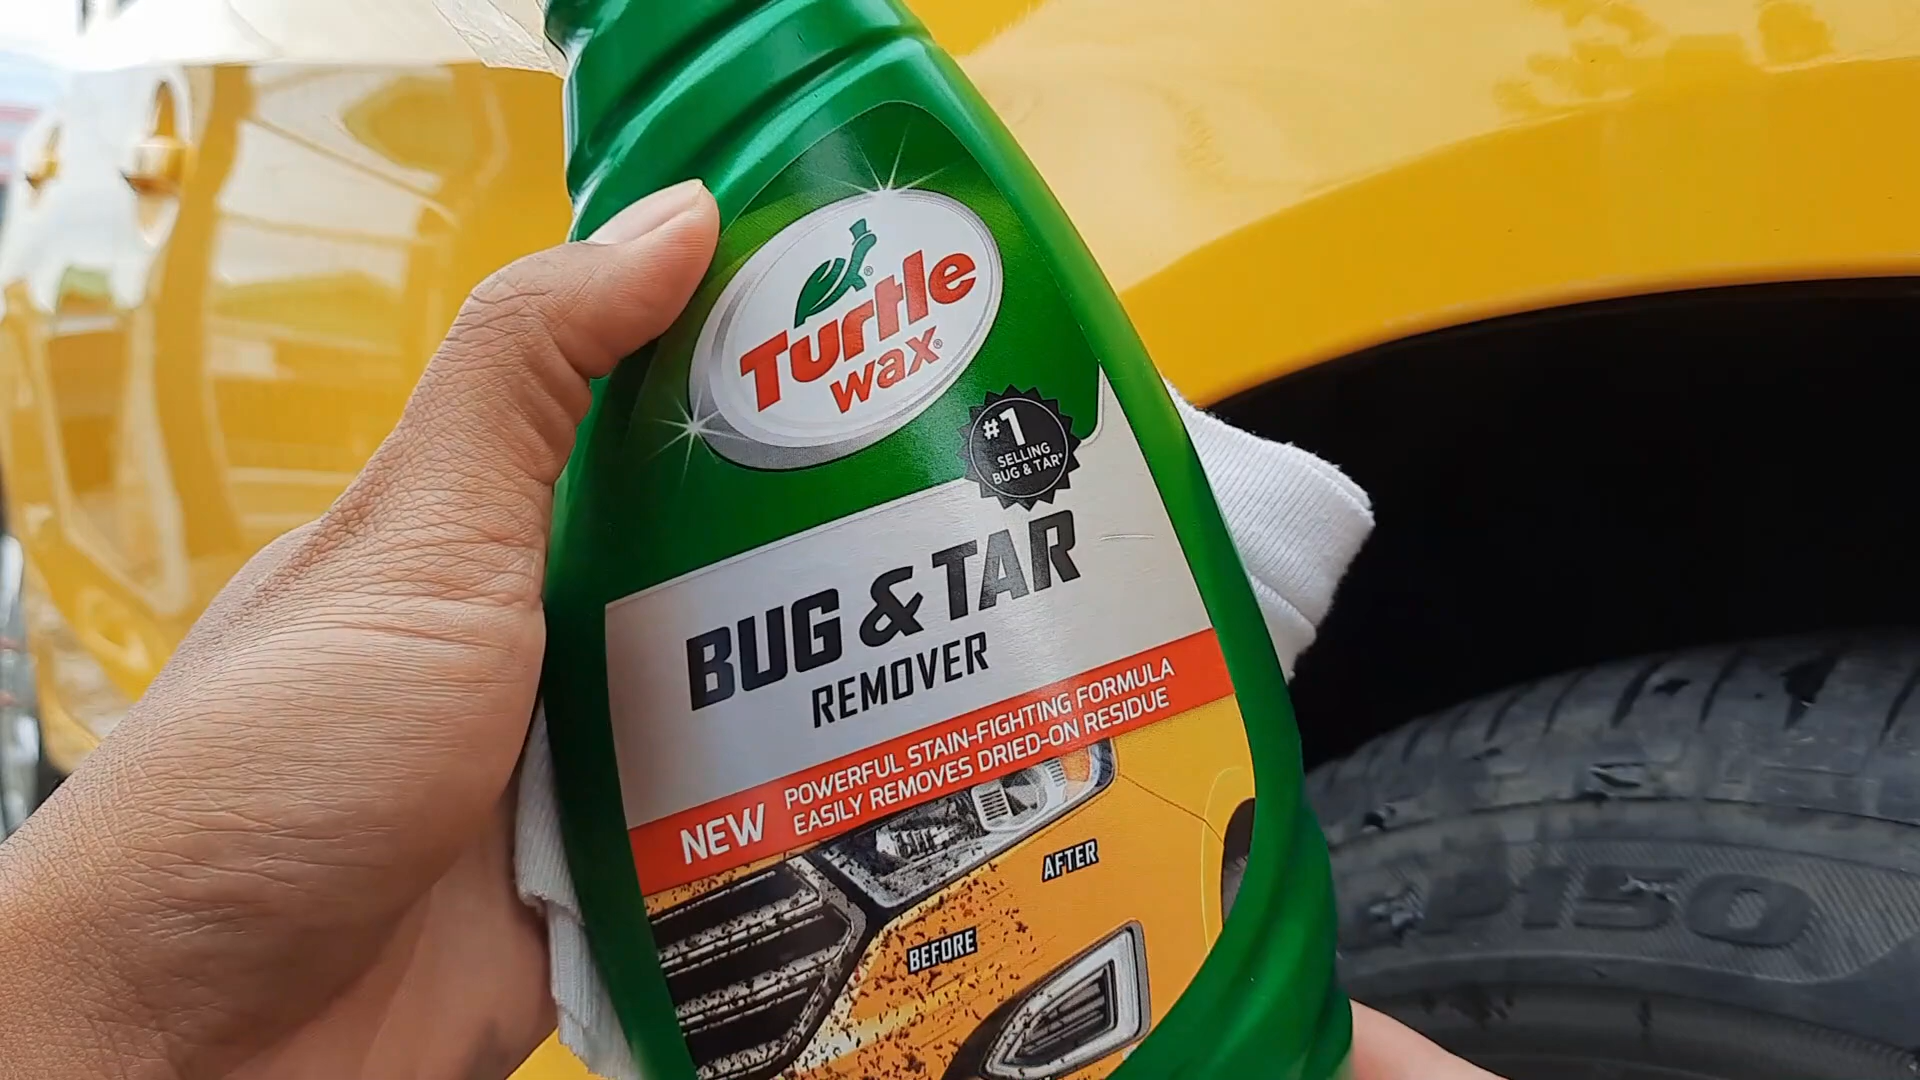 Turtle
wax®
#1
SELLING
BUG & TAR*
BUG & TAR
REMOVER
NEW
POWERFUL STAIN-FIGHTING FORMULA
EASILY REMOVES DRIED-ON RESIDUE
AFTER
BEFORE